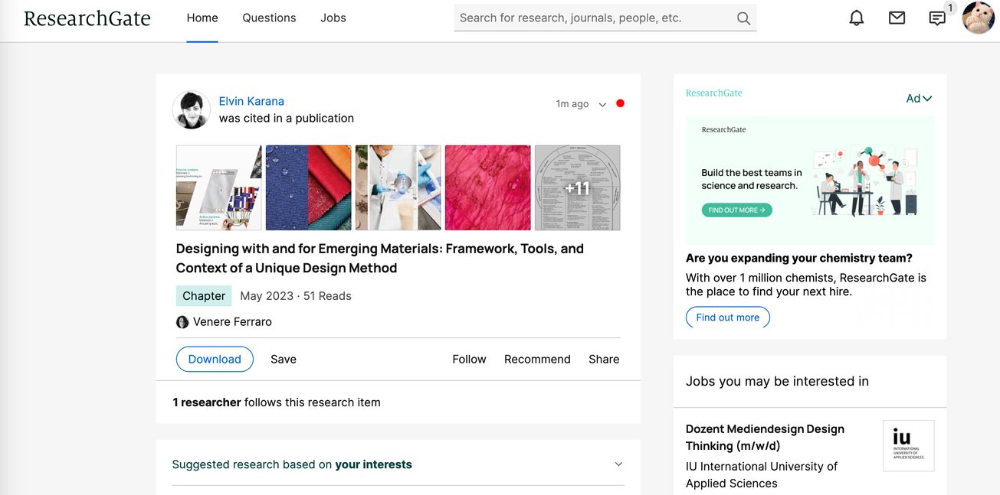 ResearchGate
Home
Questions
Jobs
Search for research, journals, people, etc.
1
Elvin Karana
was cited in a publication
1m ago
+11
Designing with and for Emerging Materials: Framework, Tools, and
Context of a Unique Design Method
Chapter
May 2023 · 51 Reads
Venere Ferraro
Download
Save
Follow
Recommend
Share
1 researcher follows this research item
Suggested research based on your interests
ResearchGate
Ad
ResearchGate
Build the best teams in
science and research.
FIND OUT MORE →
Are you expanding your chemistry team?
With over 1 million chemists, ResearchGate is
the place to find your next hire.
Find out more
Jobs you may be interested in
Dozent Mediendesign Design
Thinking (m/w/d)
IU International University of
Applied Sciences
iu
INTERNATIONAL
UNIVERSITY OF
APPLIED SCIENCES